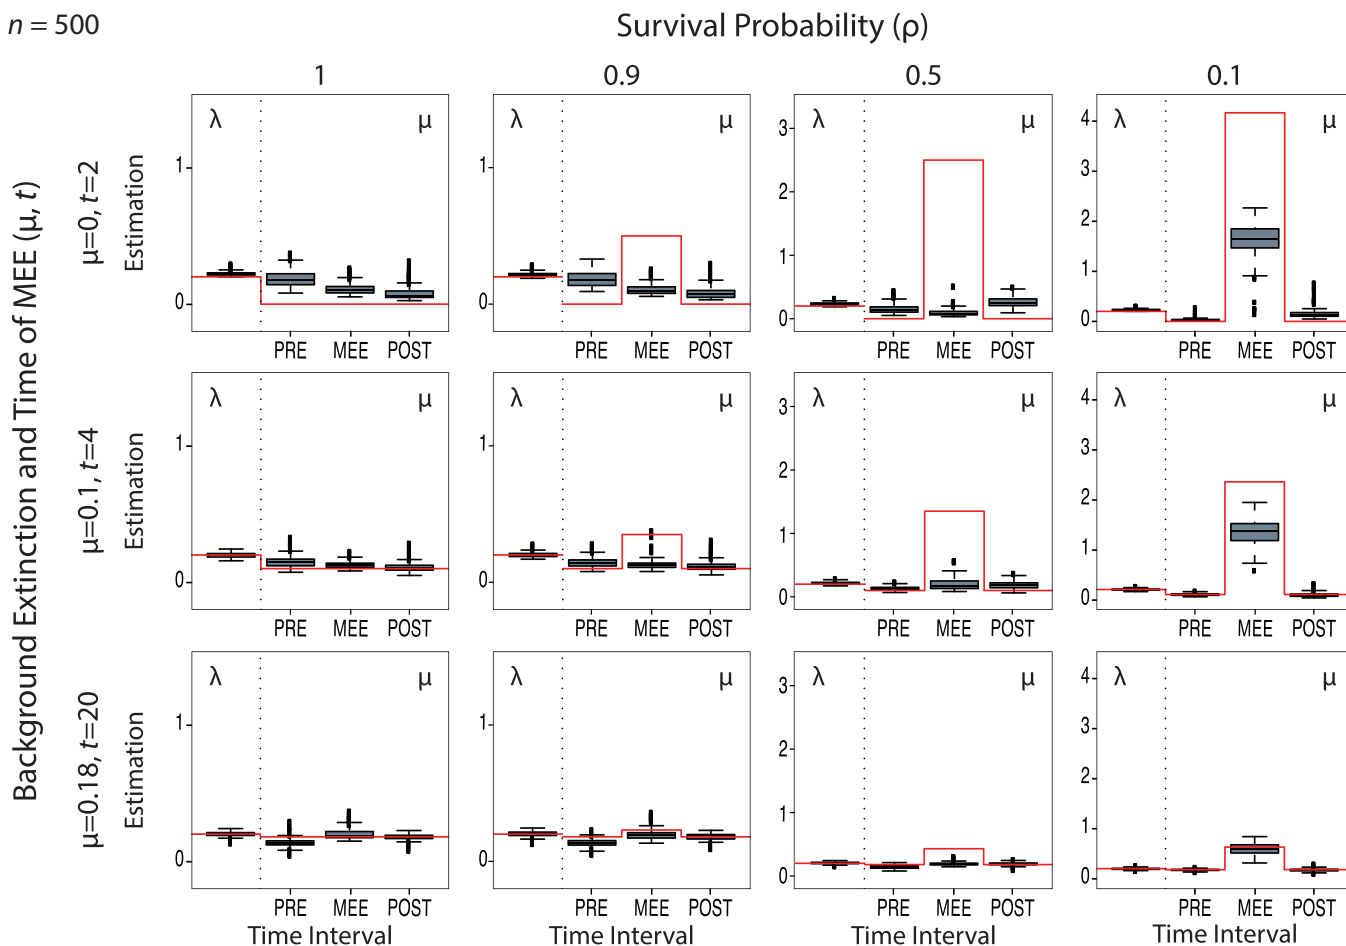 n = 500
Survival Probability (ρ)
1 0.9 0.5 0.1
Background Extinction and Time of MEE (μ, t)
μ=0, t=2
Estimation
λ μ λ μ λ μ λ μ
1 0
1 0
3 2 1 0
4 3 2 1 0
PRE MEE POST PRE MEE POST PRE MEE POST PRE MEE POST
μ=0.1, t=4
Estimation
λ μ λ μ λ μ λ μ
1 0
1 0
3 2 1 0
4 3 2 1 0
PRE MEE POST PRE MEE POST PRE MEE POST PRE MEE POST
μ=0.18, t=20
Estimation
λ μ λ μ λ μ λ μ
1 0
1 0
3 2 1 0
4 3 2 1 0
PRE MEE POST PRE MEE POST PRE MEE POST PRE MEE POST
Time Interval Time Interval Time Interval Time Interval